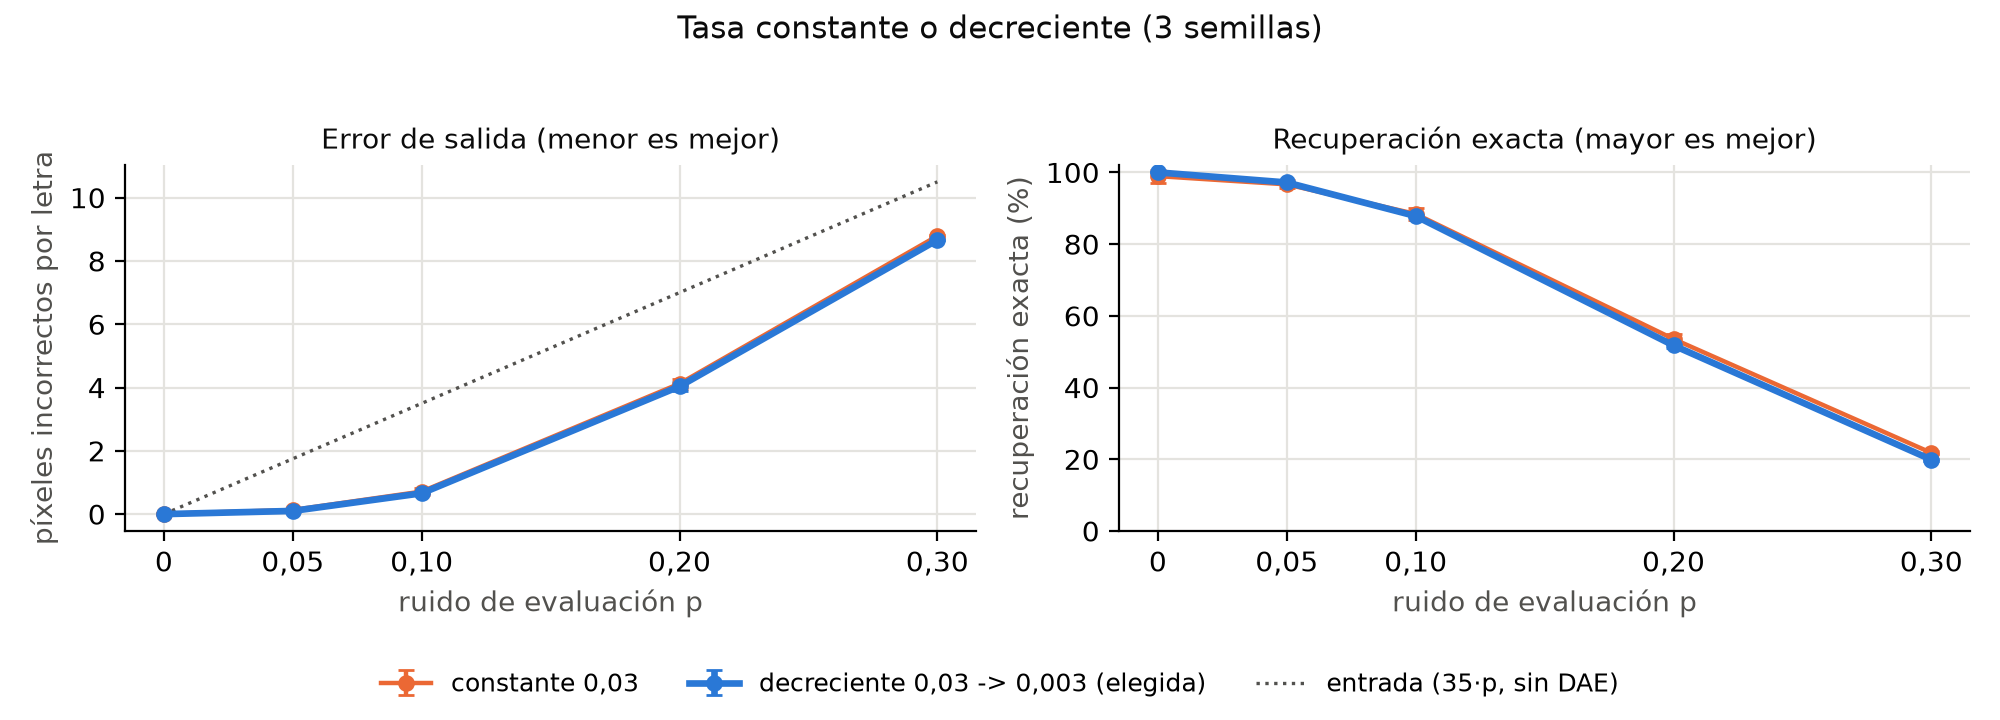 Tasa constante o decreciente (3 semillas)
Error de salida (menor es mejor)
píxeles incorrectos por letra
10
8
6
4
2
0
0 0,05 0,10 0,20 0,30
ruido de evaluación p
Recuperación exacta (mayor es mejor)
recuperación exacta (%)
100
80
60
40
20
0
0 0,05 0,10 0,20 0,30
ruido de evaluación p
constante 0,03 decreciente 0,03 -> 0,003 (elegida) entrada (35·p, sin DAE)